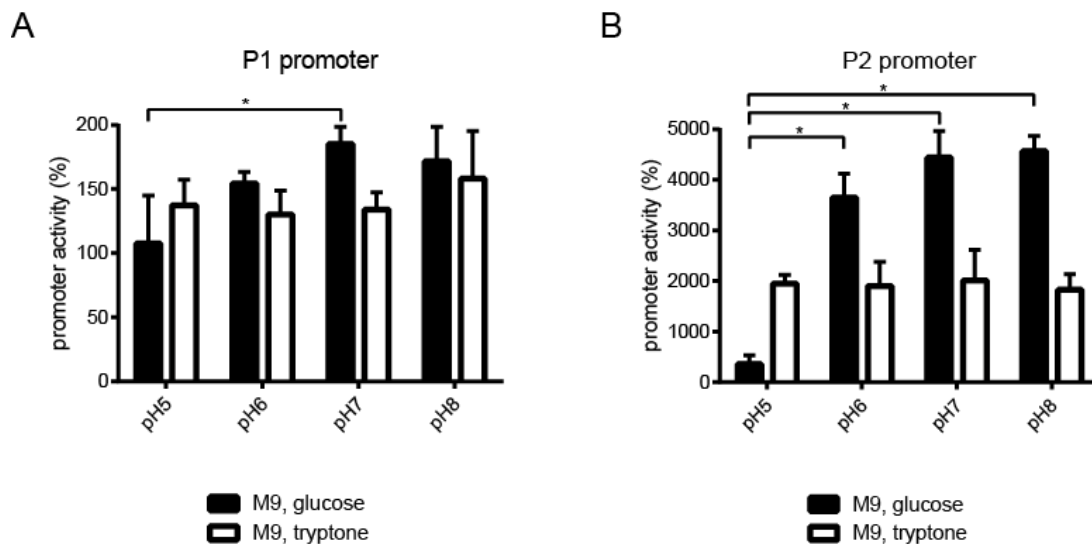 A
P1 promoter
*
promoter activity (%)
200
150
100
50
0
pH5
pH6
pH7
pH8
M9, glucose
M9, tryptone
B
P2 promoter
*
*
*
promoter activity (%)
5000
4000
3000
2000
1000
0
pH5
pH6
pH7
pH8
M9, glucose
M9, tryptone